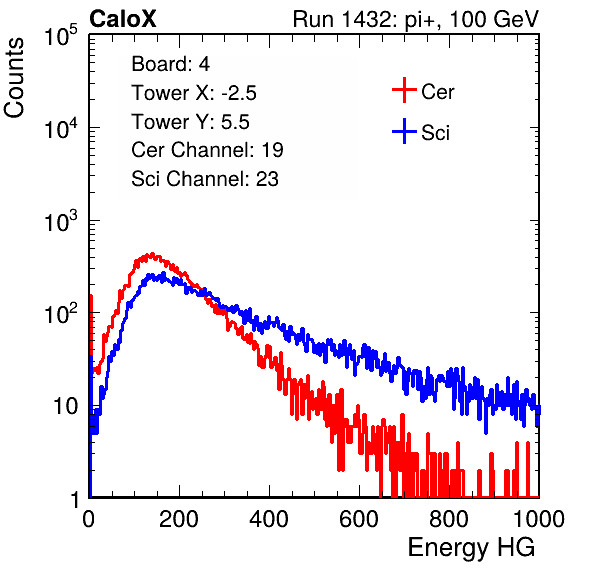 CaloX Run 1432: pi+, 100 GeV
Counts
Board: 4
Tower X: -2.5
Tower Y: 5.5
Cer Channel: 19
Sci Channel: 23
Cer
Sci
10^5
10^4
10^3
10^2
10
1
0 200 400 600 800 1000
Energy HG